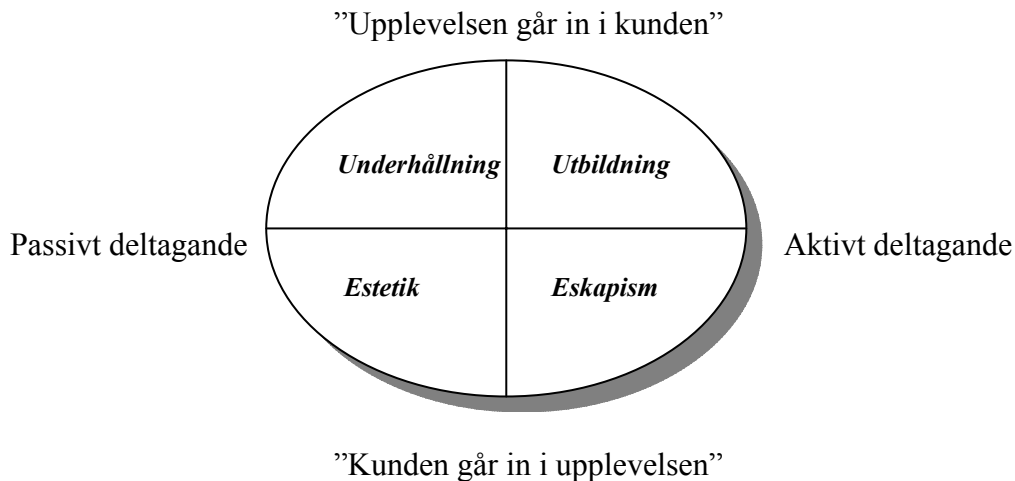 ”Upplevelsen går in i kunden”
Underhållning
Utbildning
Passivt deltagande
Aktivt deltagande
Estetik
Eskapism
”Kunden går in i upplevelsen”